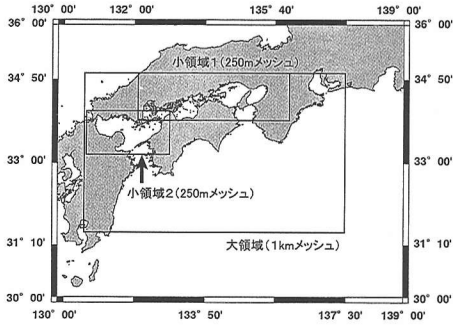 130° 00′ 132° 00′ 135° 40′ 139° 00′
36° 00′ 36° 00′
小領域1(250mメッシュ)
34° 50′ 34° 50′
33° 00′ 33° 00′
小領域2(250mメッシュ)
大領域(1kmメッシュ)
31° 10′ 31° 10′
30° 00′ 30° 00′
130° 00′ 133° 50′ 137° 30′ 139° 00′